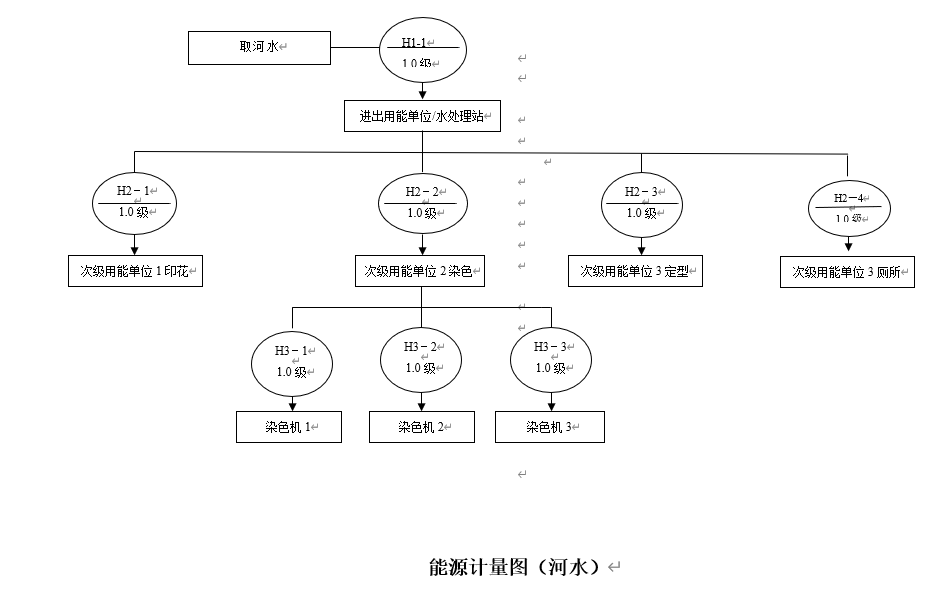 取河水
H1-1
1.0级
进出用能单位/水处理站
H2－1
1.0级
H2－2
1.0级
H2－3
1.0级
H2－4
1.0级
次级用能单位1印花
次级用能单位2染色
次级用能单位3定型
次级用能单位3厕所
H3－1
1.0级
H3－2
1.0级
H3－3
1.0级
染色机1
染色机2
染色机3
能源计量图（河水）